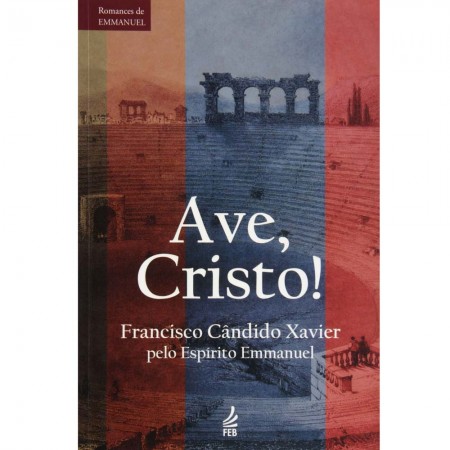 Romances de
EMMANUEL
Ave,
Cristo!
Francisco Cândido Xavier
pelo Espírito Emmanuel
FEB